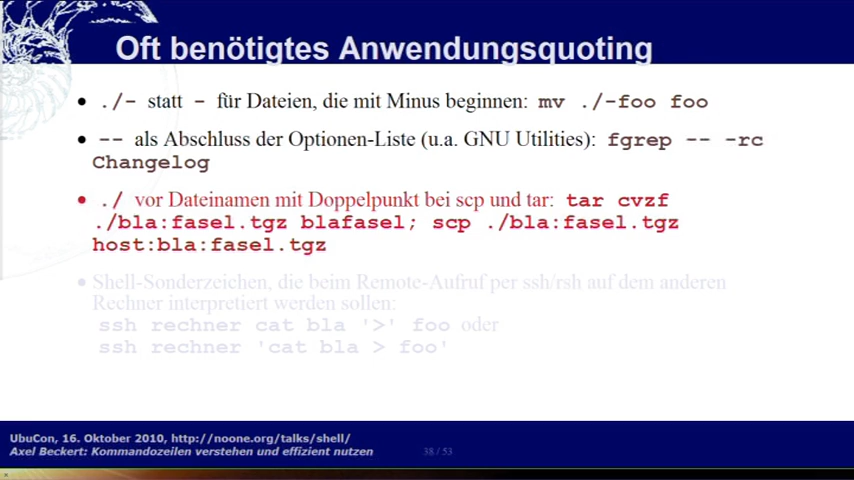 Oft benötigtes Anwendungsquoting
• ./- statt - für Dateien, die mit Minus beginnen: mv ./-foo foo
• -- als Abschluss der Optionen-Liste (u.a. GNU Utilities): fgrep -- -rc
Changelog
• ./ vor Dateinamen mit Doppelpunkt bei scp und tar: tar cvzf
./bla:fasel.tgz blafasel; scp ./bla:fasel.tgz
host:bla:fasel.tgz
• Shell-Sonderzeichen, die beim Remote-Aufruf per ssh/rsh auf dem anderen
Rechner interpretiert werden sollen:
ssh rechner cat bla '>' foo oder
ssh rechner 'cat bla > foo'
UbuCon, 16. Oktober 2010, http://noone.org/talks/shell/
Axel Beckert: Kommandozeilen verstehen und effizient nutzen
38 / 53